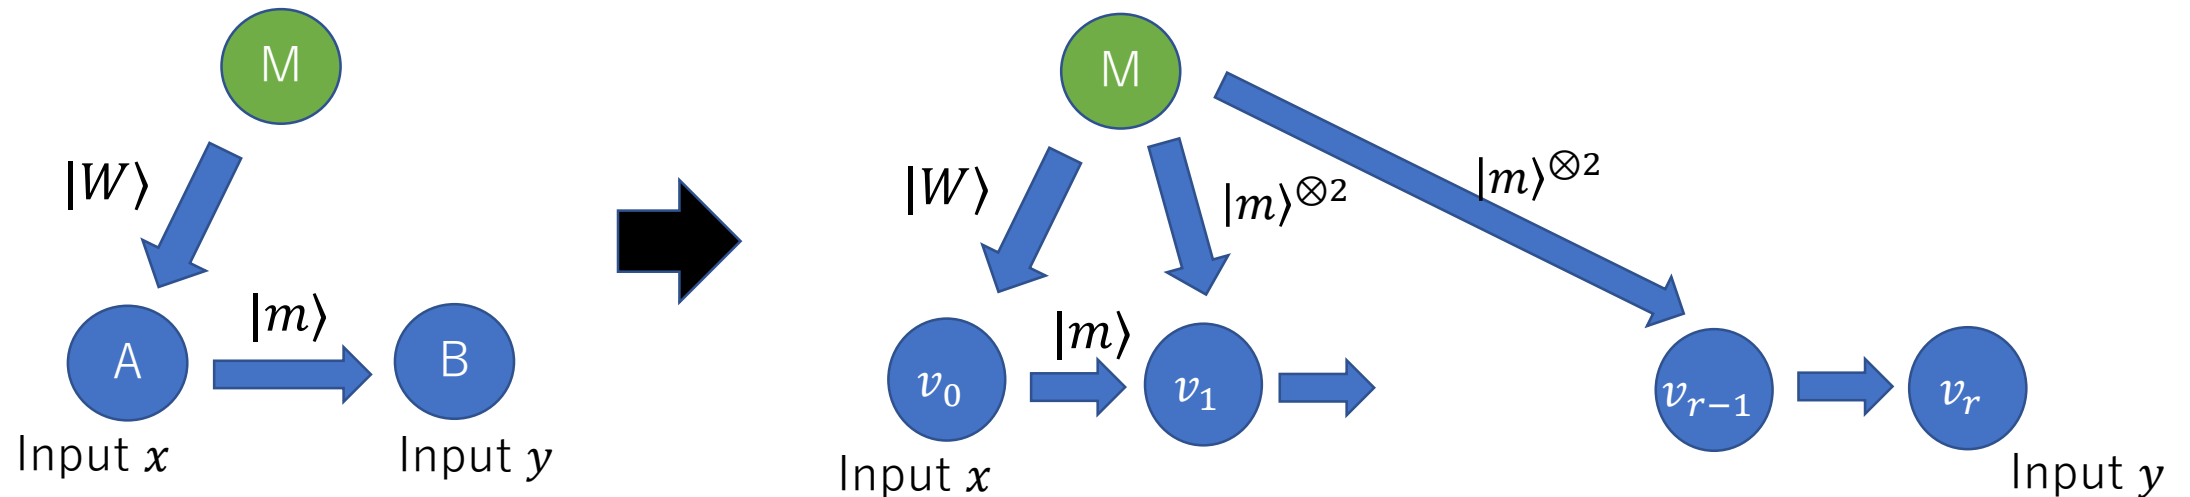 M
|W⟩
|m⟩
A
B
Input x
Input y
M
|W⟩
|m⟩^{⊗2}
|m⟩^{⊗2}
|m⟩
v_0
v_1
v_{r−1}
v_r
Input x
Input y